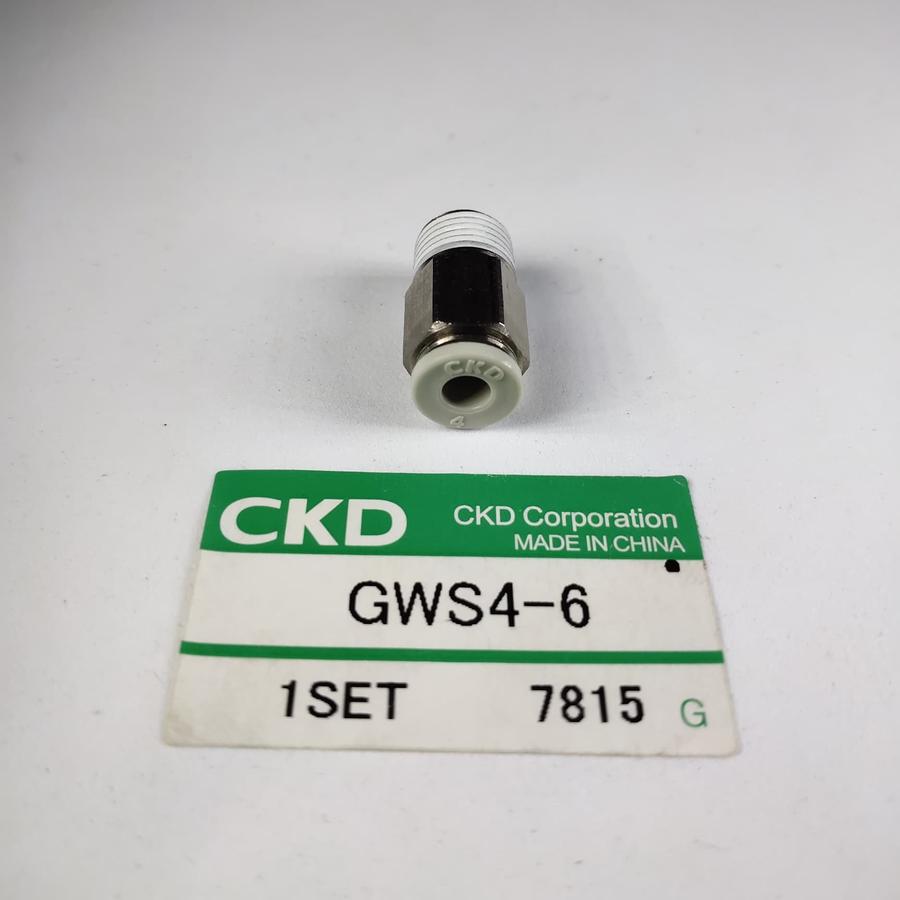 CKD
4
CKD CKD Corporation
MADE IN CHINA
GWS4-6
1SET 7815 G